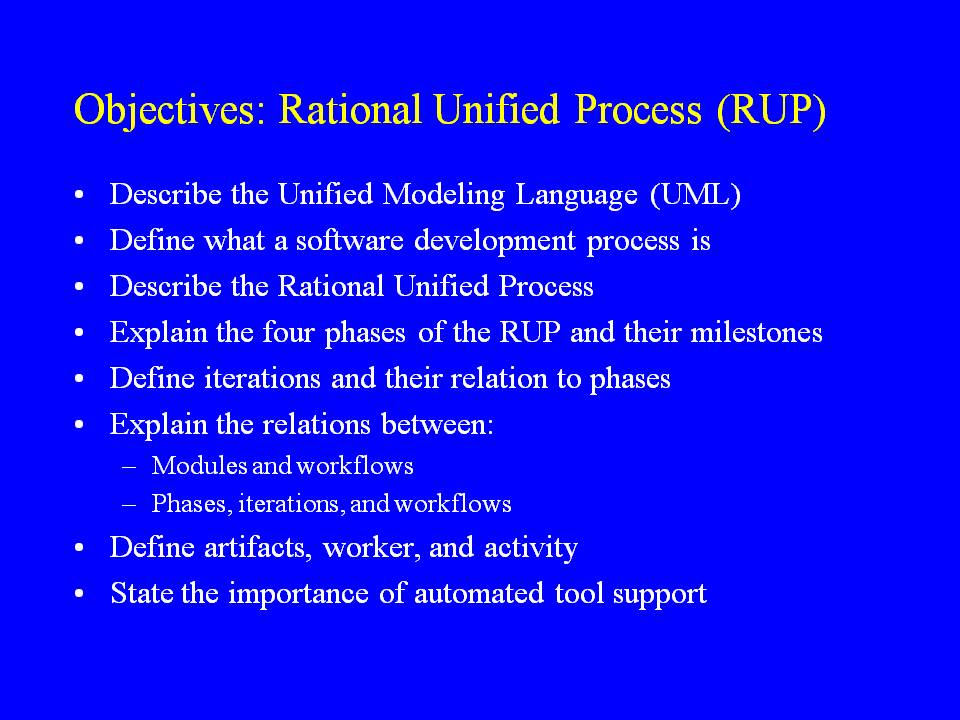 Objectives: Rational Unified Process (RUP)
• Describe the Unified Modeling Language (UML)
• Define what a software development process is
• Describe the Rational Unified Process
• Explain the four phases of the RUP and their milestones
• Define iterations and their relation to phases
• Explain the relations between:
– Modules and workflows
– Phases, iterations, and workflows
• Define artifacts, worker, and activity
• State the importance of automated tool support